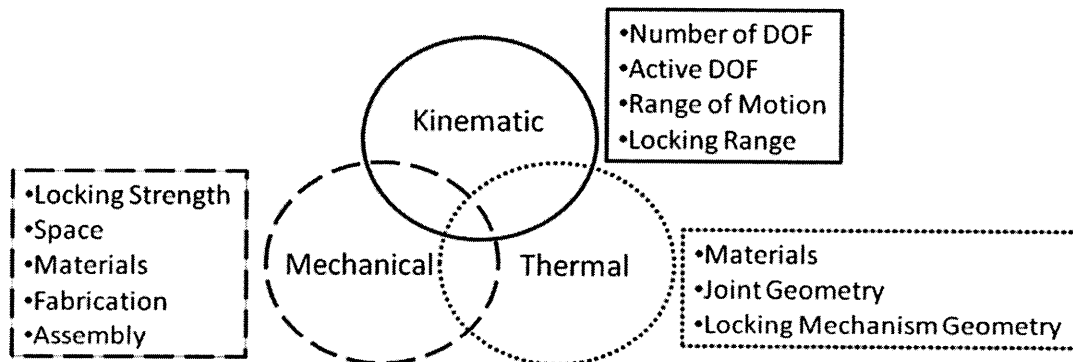 Kinematic
•Number of DOF
•Active DOF
•Range of Motion
•Locking Range
•Locking Strength
•Space
•Materials
•Fabrication
•Assembly
Mechanical
Thermal
•Materials
•Joint Geometry
•Locking Mechanism Geometry